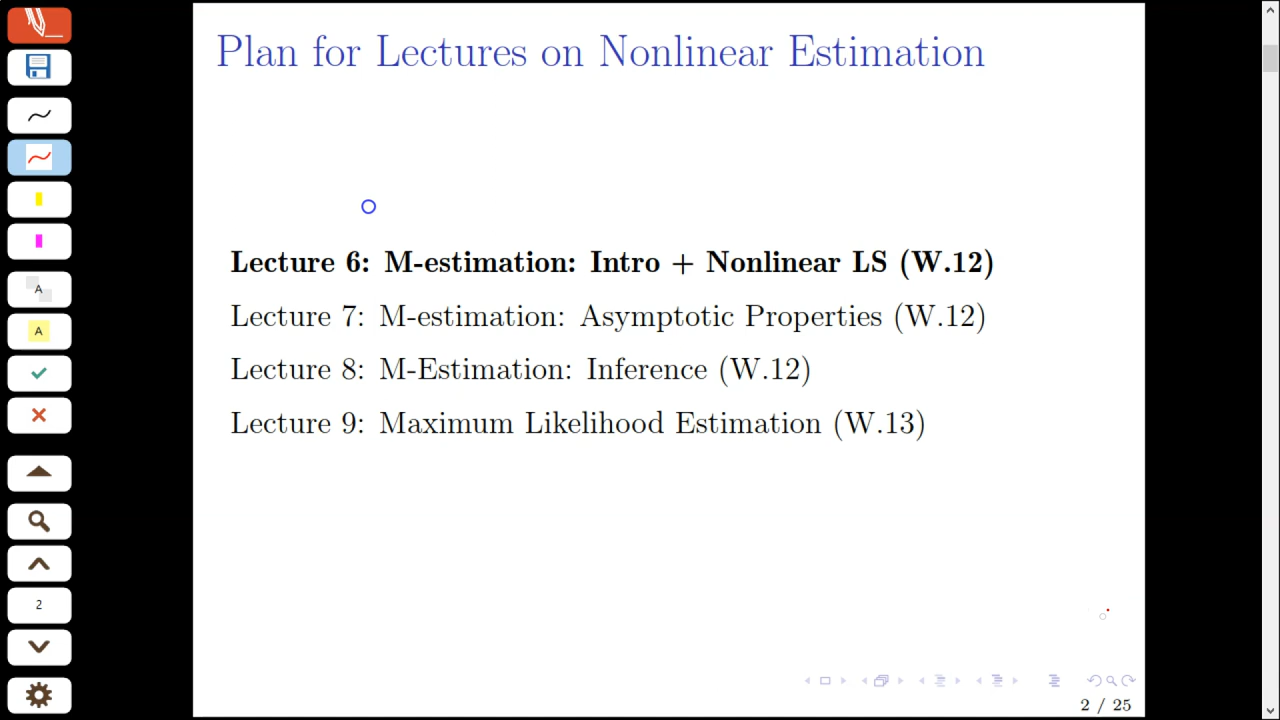 Plan for Lectures on Nonlinear Estimation
Lecture 6: M-estimation: Intro + Nonlinear LS (W.12)
Lecture 7: M-estimation: Asymptotic Properties (W.12)
Lecture 8: M-Estimation: Inference (W.12)
Lecture 9: Maximum Likelihood Estimation (W.13)
A
A
2
2 / 25